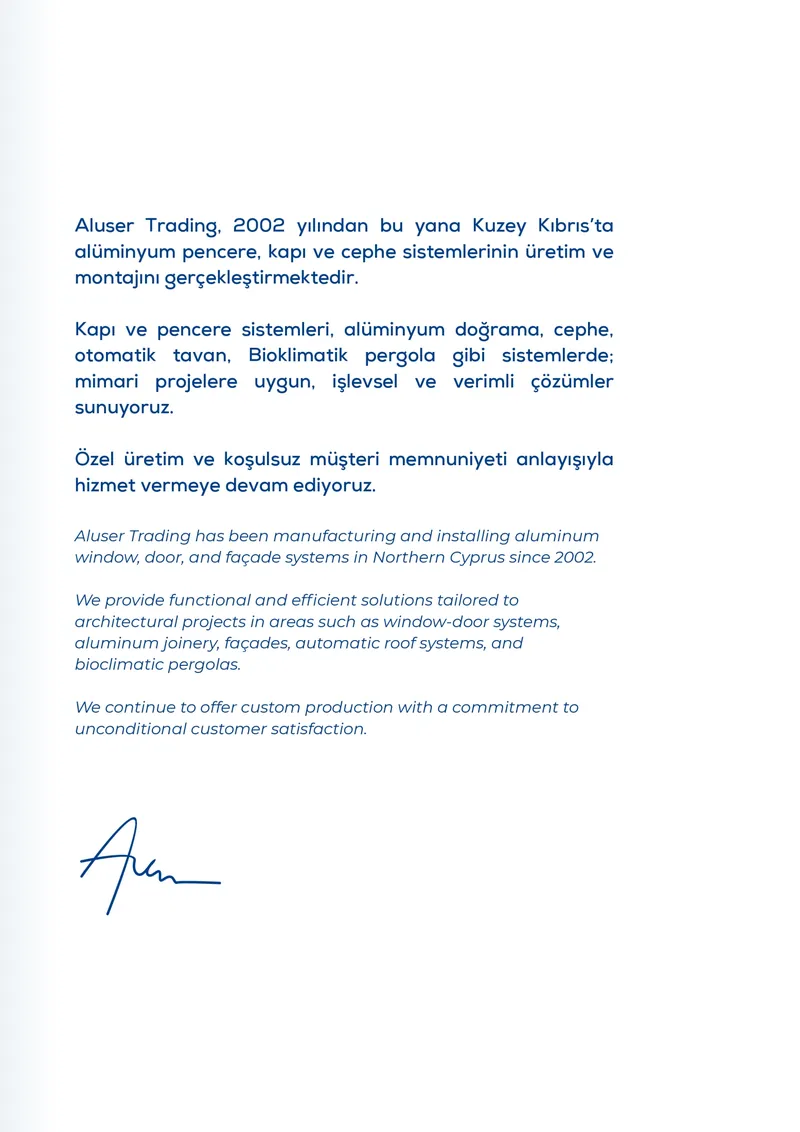 Aluser Trading, 2002 yılından bu yana Kuzey Kıbrıs'ta
alüminyum pencere, kapı ve cephe sistemlerinin üretim ve
montajını gerçekleştirmektedir.
Kapı ve pencere sistemleri, alüminyum doğrama, cephe,
otomatik tavan, Bioklimatik pergola gibi sistemlerde;
mimari projelere uygun, işlevsel ve verimli çözümler
sunuyoruz.
Özel üretim ve koşulsuz müşteri memnuniyeti anlayışıyla
hizmet vermeye devam ediyoruz.
Aluser Trading has been manufacturing and installing aluminum
window, door, and façade systems in Northern Cyprus since 2002.
We provide functional and efficient solutions tailored to
architectural projects in areas such as window-door systems,
aluminum joinery, façades, automatic roof systems, and
bioclimatic pergolas.
We continue to offer custom production with a commitment to
unconditional customer satisfaction.